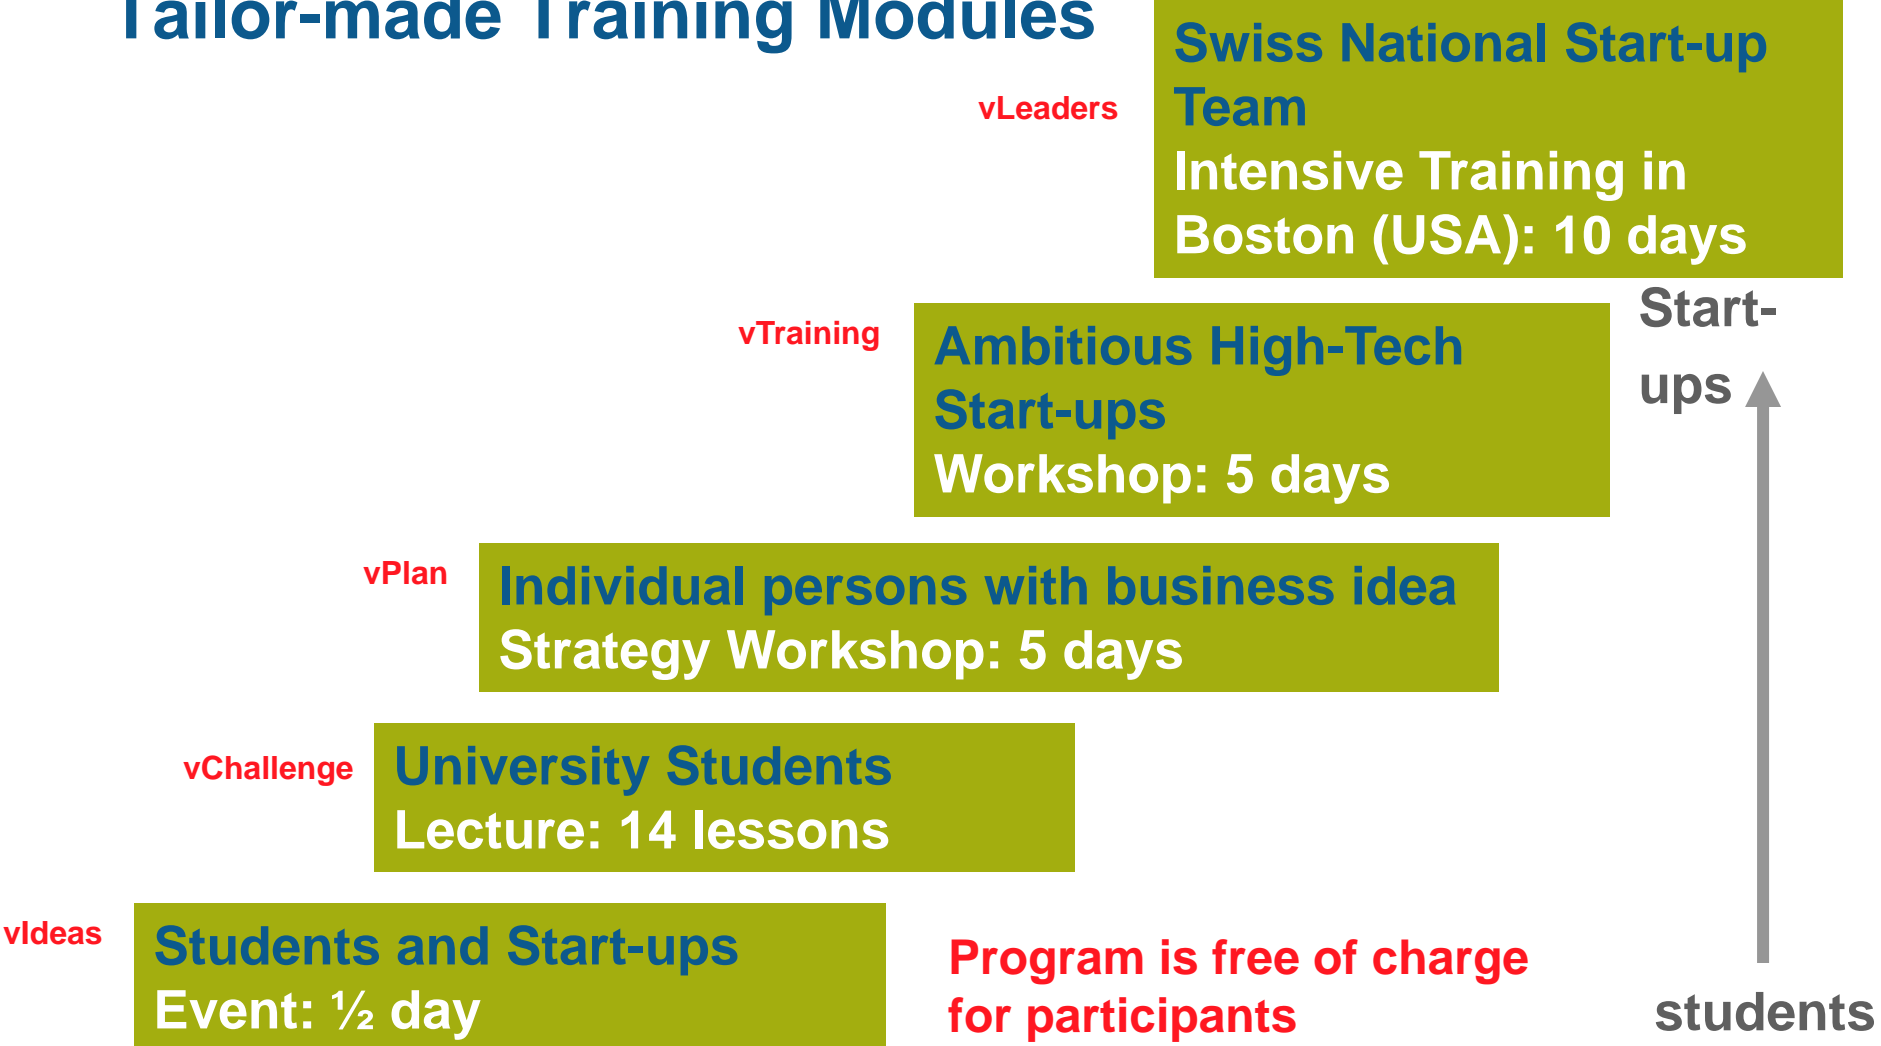 Tailor-made Training Modules
vLeaders
Swiss National Start-up
Team
Intensive Training in
Boston (USA): 10 days
Start-
ups
vTraining
Ambitious High-Tech
Start-ups
Workshop: 5 days
vPlan
Individual persons with business idea
Strategy Workshop: 5 days
vChallenge
University Students
Lecture: 14 lessons
vIdeas
Students and Start-ups
Event: ½ day
Program is free of charge
for participants
students